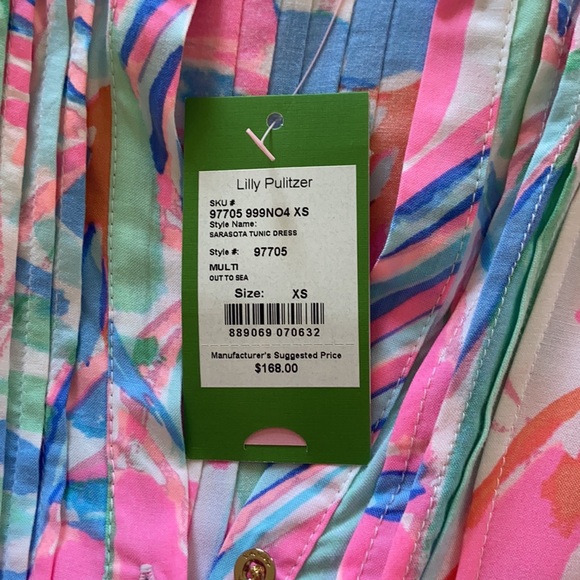 Lilly Pulitzer
SKU #
97705 999NO4 XS
Style Name:
SARASOTA TUNIC DRESS
Style #: 97705
MULTI
OUT TO SEA
Size: XS
889069 070632
Manufacturer's Suggested Price
$168.00